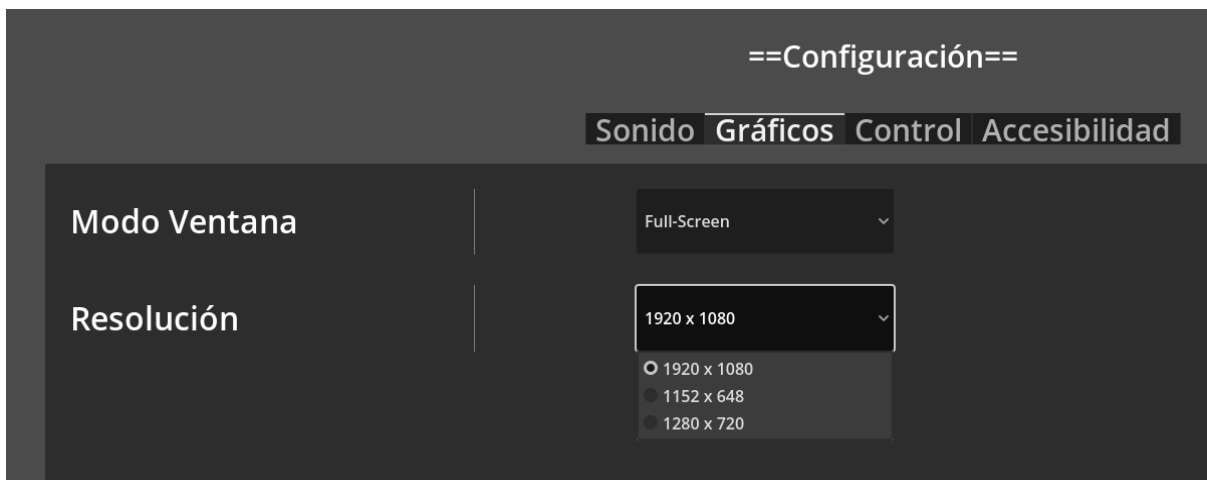 ==Configuración==
Sonido Gráficos Control Accesibilidad
Modo Ventana
Full-Screen
Resolución
1920 x 1080
1920 x 1080
1152 x 648
1280 x 720